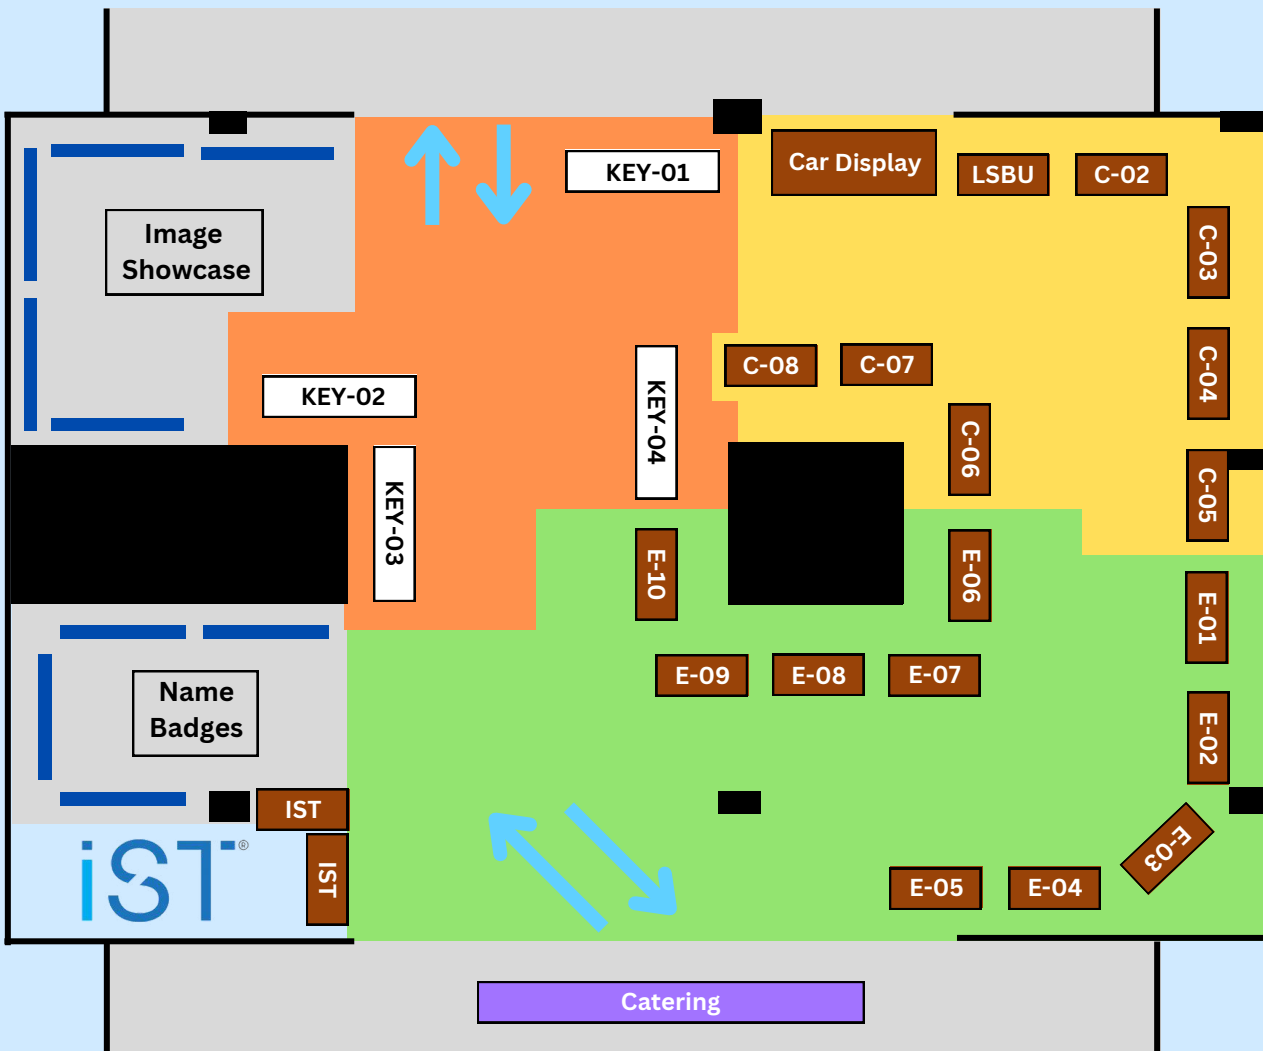 KEY-01
Car Display
LSBU
C-02
Image
Showcase
C-03
C-04
C-08
C-07
KEY-02
KEY-04
C-06
C-05
KEY-03
E-10
E-06
E-01
E-09
E-08
E-07
E-02
Name
Badges
IST
IST
iST®
E-03
E-05
E-04
Catering